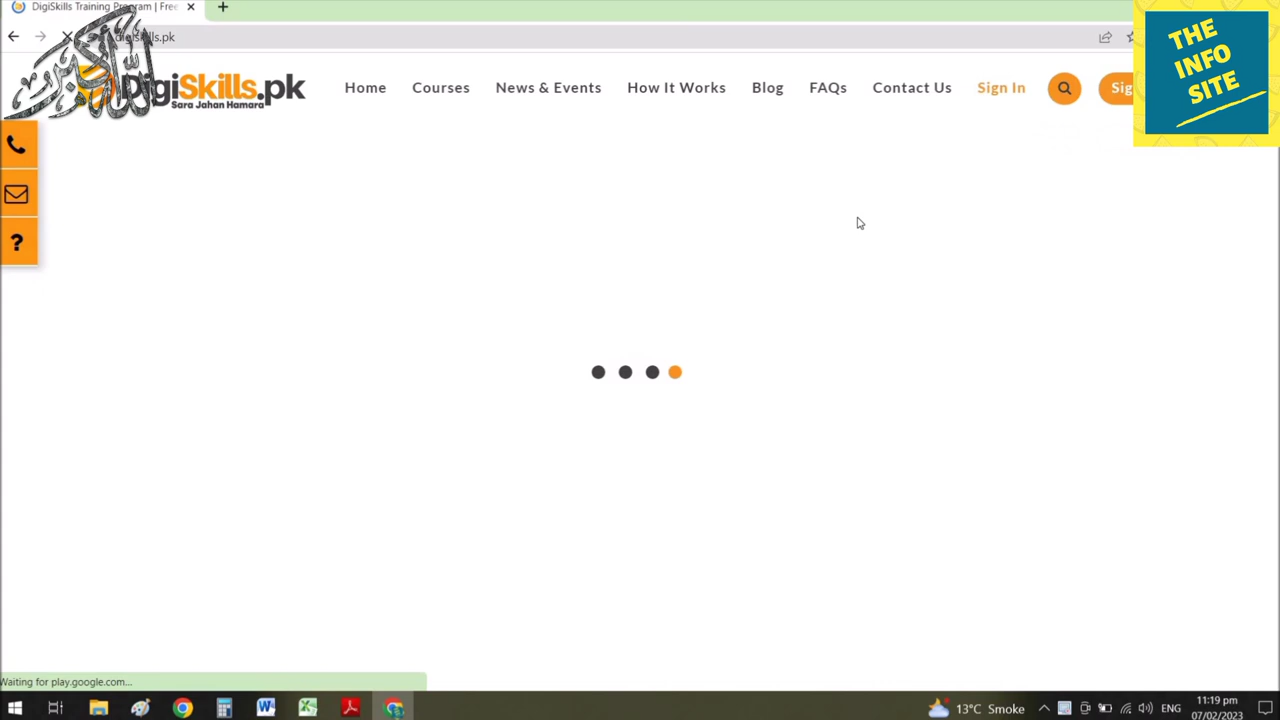 DigiSkills Training Program | Free
digiskills.pk
الله أكبر
DigiSkills.pk
Sara Jahan Hamara
Home
Courses
News & Events
How It Works
Blog
FAQs
Contact Us
Sign In
Sig
THE
INFO
SITE
?
Waiting for play.google.com...
13°C Smoke
ENG
11:19 pm
07/02/2023